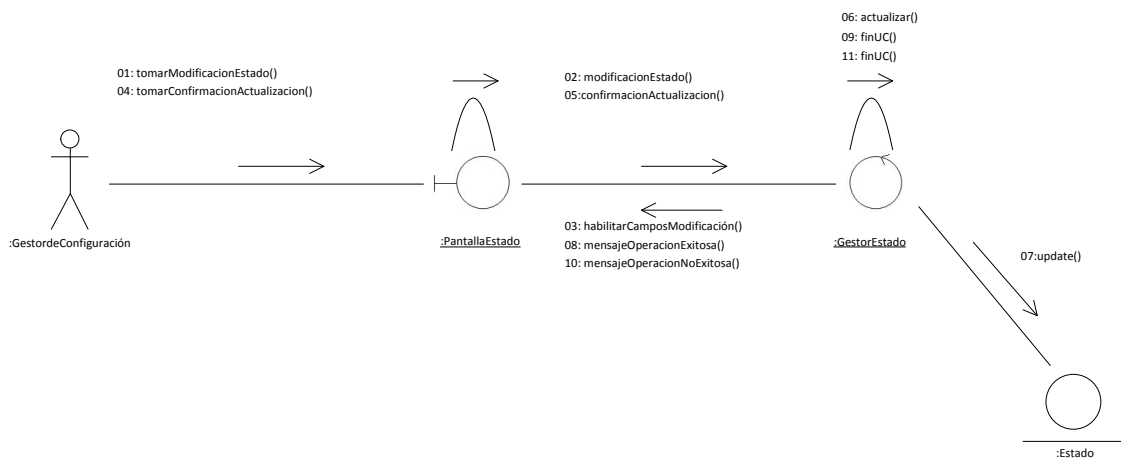 06: actualizar()
09: finUC()
11: finUC()
01: tomarModificacionEstado()
04: tomarConfirmacionActualizacion()
02: modificacionEstado()
05:confirmacionActualizacion()
:GestordeConfiguración
:PantallaEstado
03: habilitarCamposModificación()
08: mensajeOperacionExitosa()
10: mensajeOperacionNoExitosa()
:GestorEstado
07:update()
:Estado